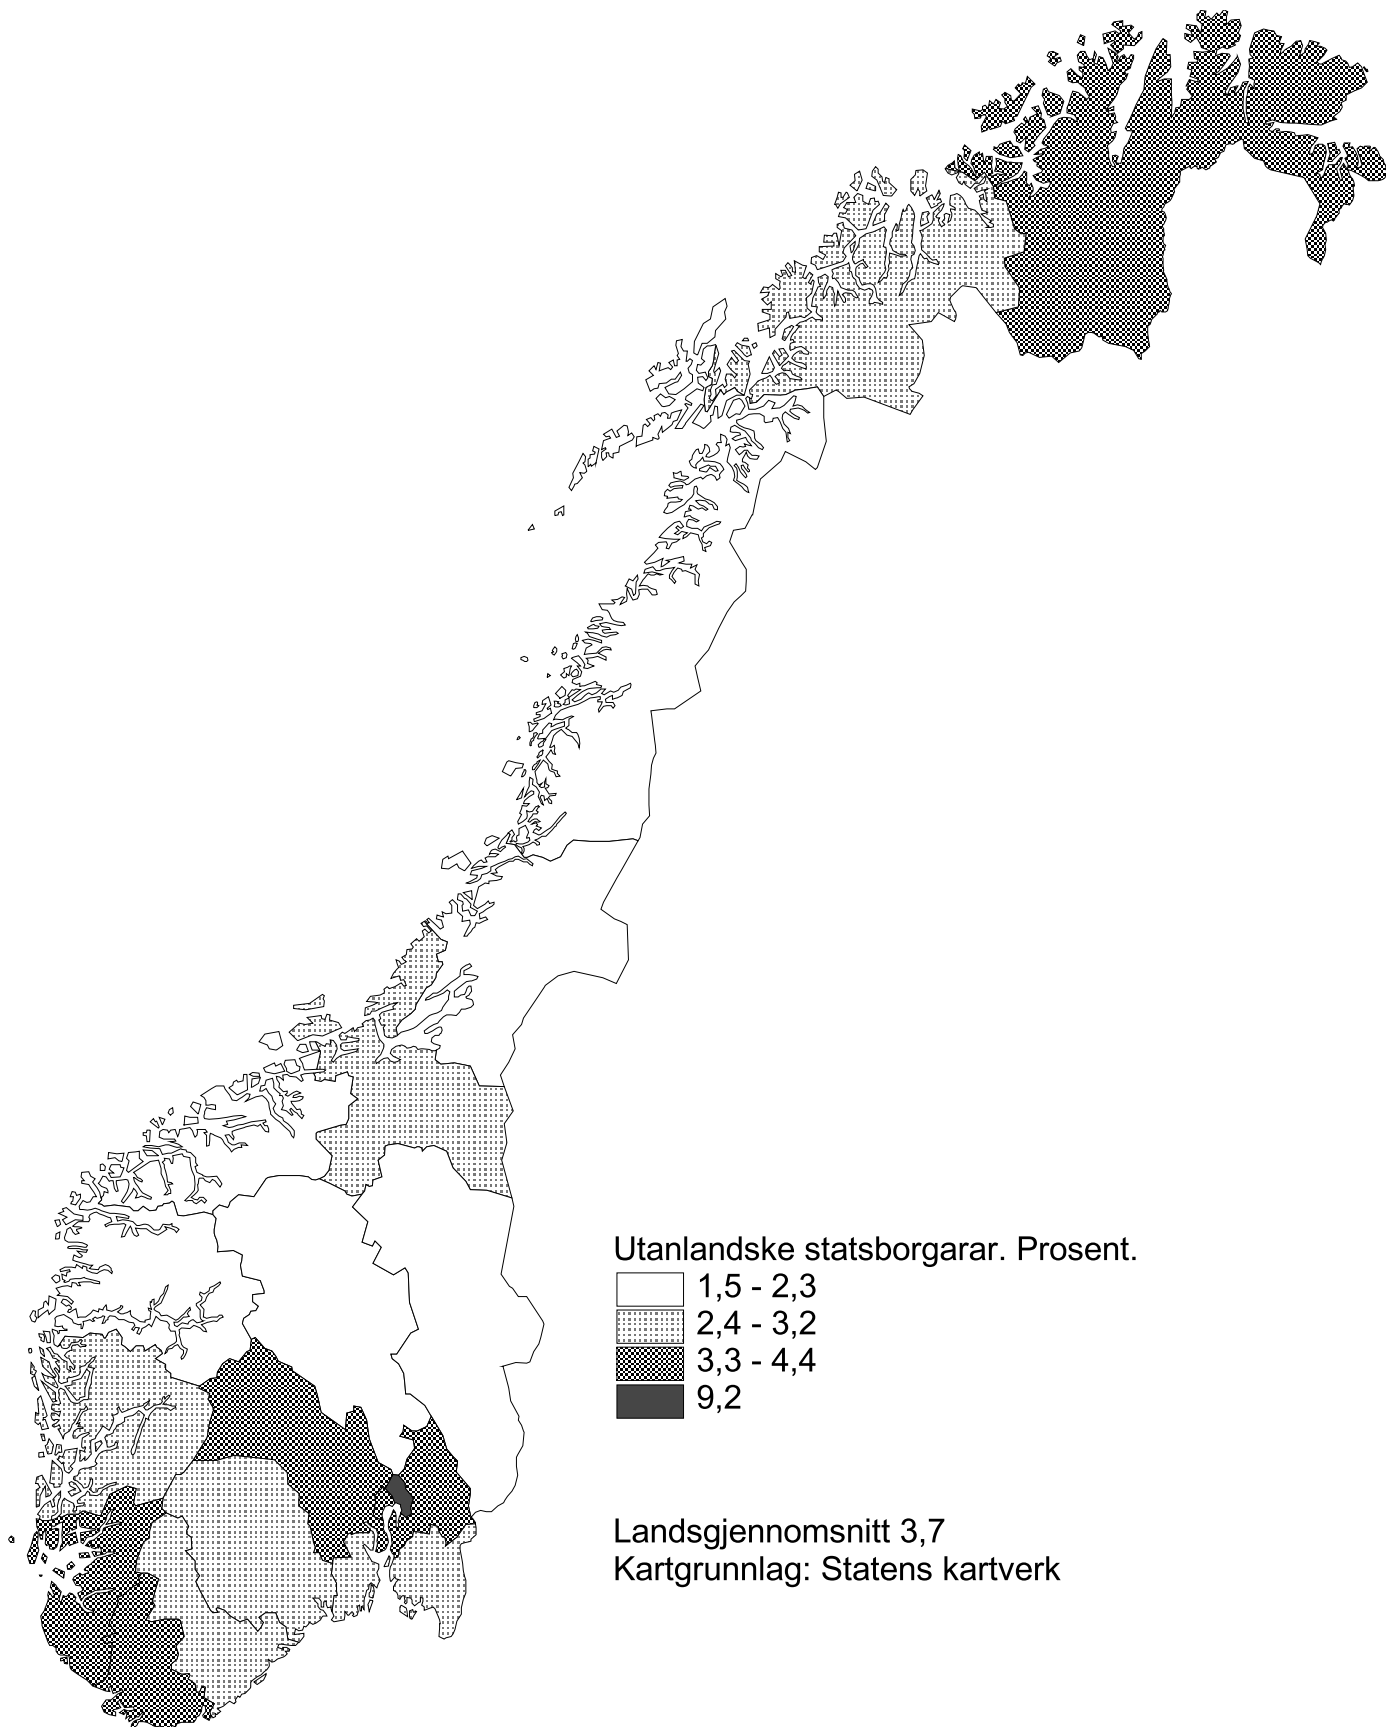 Utanlandske statsborgarar. Prosent.
1,5 - 2,3
2,4 - 3,2
3,3 - 4,4
9,2
Landsgjennomsnitt 3,7
Kartgrunnlag: Statens kartverk